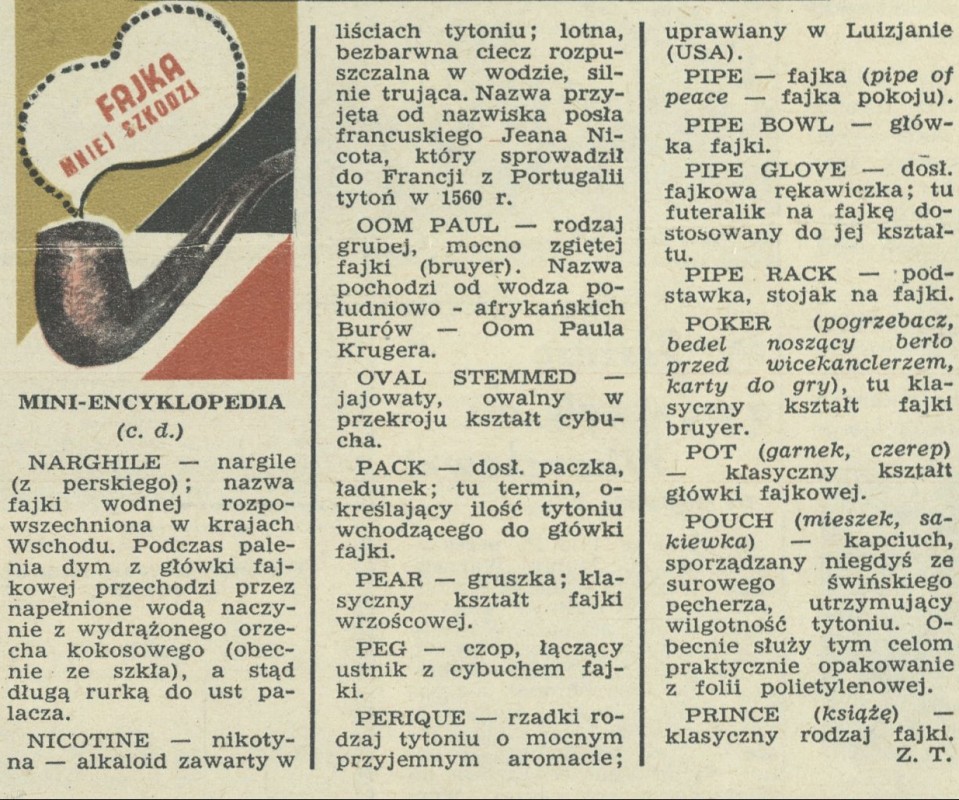 FAJKA
MNIEJ SZKODZI
MINI-ENCYKLOPEDIA
(c. d.)
NARGHILE — nargile
(z perskiego); nazwa
fajki wodnej rozpo-
wszechniona w krajach
Wschodu. Podczas pale-
nia dym z główki faj-
kowej przechodzi przez
napełnione wodą naczy-
nie z wydrążonego orze-
cha kokosowego (obec-
nie ze szkła), a stąd
długą rurką do ust pa-
lacza.
NICOTINE — nikoty-
na — alkaloid zawarty w
liściach tytoniu; lotna,
bezbarwna ciecz rozpu-
szczalna w wodzie, sil-
nie trująca. Nazwa przy-
jęta od nazwiska posła
francuskiego Jeana Ni-
cota, który sprowadził
do Francji z Portugalii
tytoń w 1560 r.
OOM PAUL — rodzaj
grubej, mocno zgiętej
fajki (bruyer). Nazwa
pochodzi od wodza po-
łudniowo - afrykańskich
Burów — Oom Paula
Krugera.
OVAL STEMMED —
jajowaty, owalny w
przekroju kształt cybu-
cha.
PACK — dosł. paczka,
ładunek; tu termin, o-
kreślający ilość tytoniu
wchodzącego do główki
fajki.
PEAR — gruszka; kla-
syczny kształt fajki
wrzoścowej.
PEG — czop, łączący
ustnik z cybuchem faj-
ki.
PERIQUE — rzadki ro-
dzaj tytoniu o mocnym
przyjemnym aromacie;
uprawiany w Luizjanie
(USA).
PIPE — fajka (pipe of
peace — fajka pokoju).
PIPE BOWL — głów-
ka fajki.
PIPE GLOVE — dosł.
fajkowa rękawiczka; tu
futeralik na fajkę do-
stosowany do jej kształ-
tu.
PIPE RACK — pod-
stawka, stojak na fajki.
POKER (pogrzebacz,
bedel noszący berło
przed wicekanclerzem,
karty do gry), tu kla-
syczny kształt fajki
bruyer.
POT (garnek, czerep)
— klasyczny kształt
główki fajkowej.
POUCH (mieszek, sa-
kiewka) — kapciuch,
sporządzany niegdyś ze
surowego świńskiego
pęcherza, utrzymujący
wilgotność tytoniu. O-
becnie służy tym celom
praktycznie opakowanie
z folii polietylenowej.
PRINCE (książę) —
klasyczny rodzaj fajki.
Z. T.